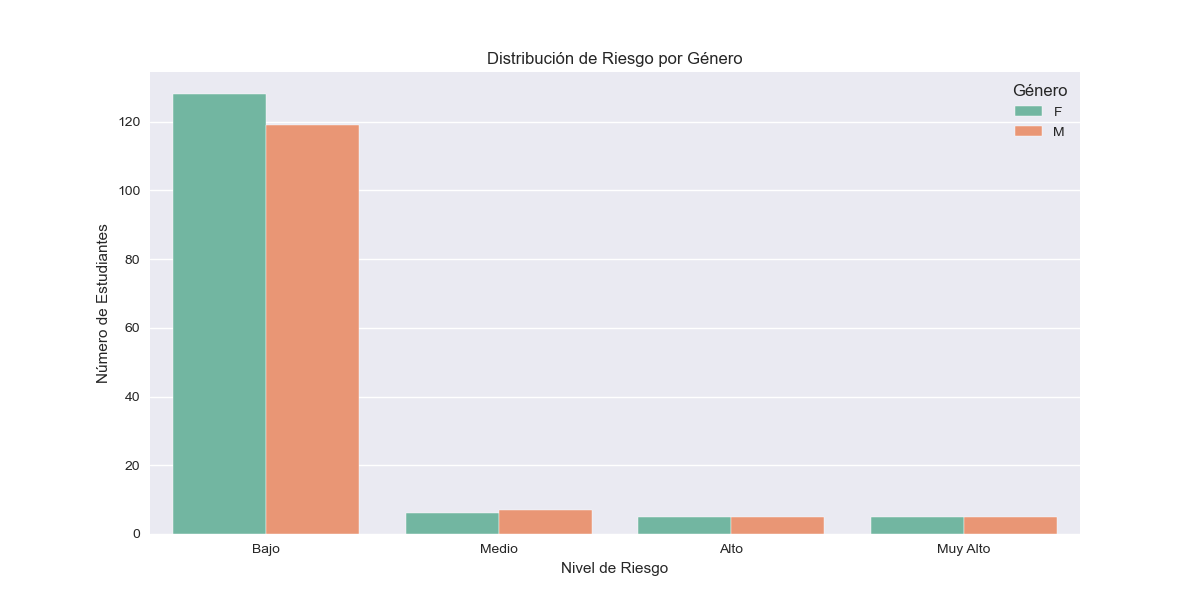 Distribución de Riesgo por Género
Género
F
M
Número de Estudiantes
120
100
80
60
40
20
0
Bajo
Medio
Alto
Muy Alto
Nivel de Riesgo